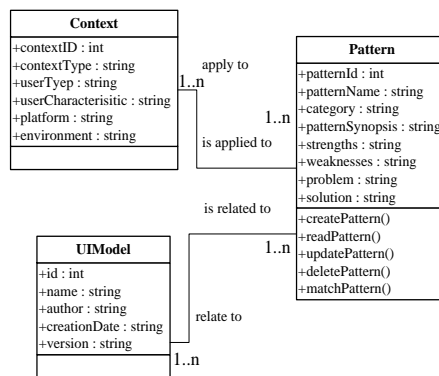 Context
+contextID : int
+contextType : string
+userTyep : string
+userCharacterisitic : string
+platform : string
+environment : string
apply to
1..n
is applied to
1..n
Pattern
+patternId : int
+patternName : string
+category : string
+patternSynopsis : string
+strengths : string
+weaknesses : string
+problem : string
+solution : string
+createPattern()
+readPattern()
+updatePattern()
+deletePattern()
+matchPattern()
is related to
1..n
UIModel
+id : int
+name : string
+author : string
+creationDate : string
+version : string
relate to
1..n